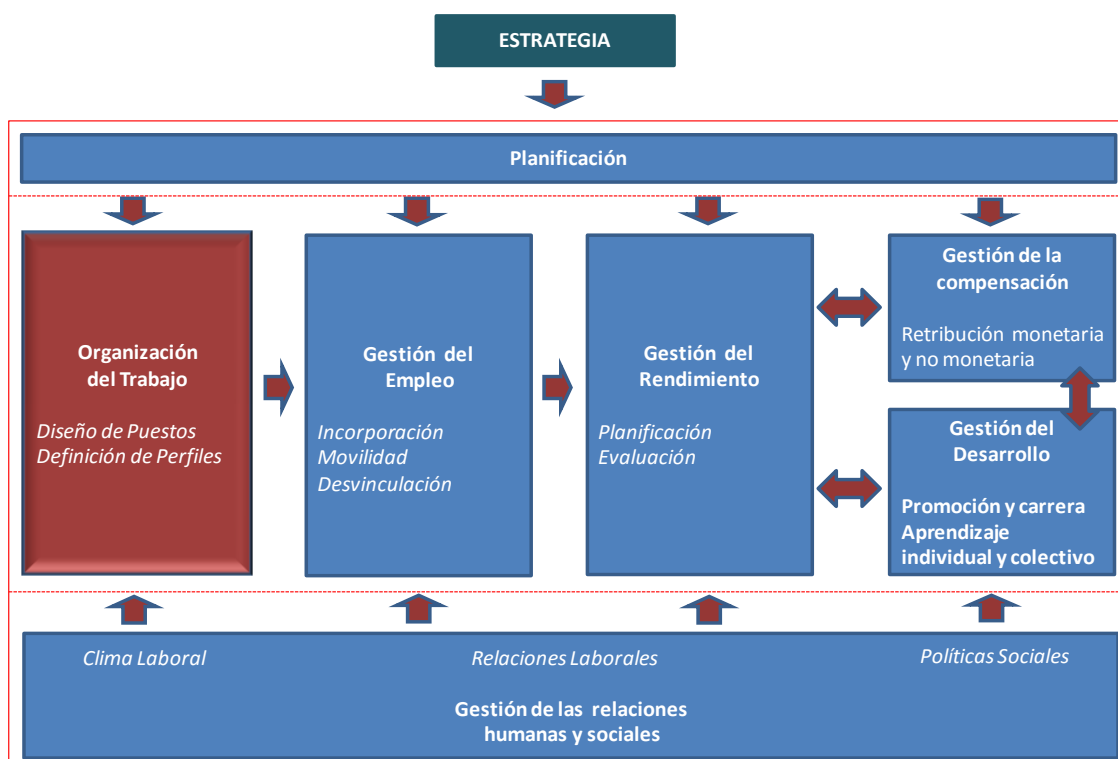 ESTRATEGIA
Planificación
Organización
del Trabajo
Diseño de Puestos
Definición de Perfiles
Gestión del
Empleo
Incorporación
Movilidad
Desvinculación
Gestión del
Rendimiento
Planificación
Evaluación
Gestión de la
compensación
Retribución monetaria
y no monetaria
Gestión del
Desarrollo
Promoción y carrera
Aprendizaje
individual y colectivo
Clima Laboral
Relaciones Laborales
Políticas Sociales
Gestión de las relaciones
humanas y sociales